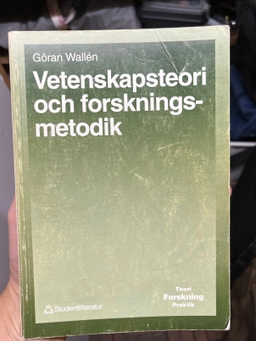 Göran Wallén
Vetenskapsteori
och forsknings-
metodik
Teori
Forskning
Praktik
Studentlitteratur